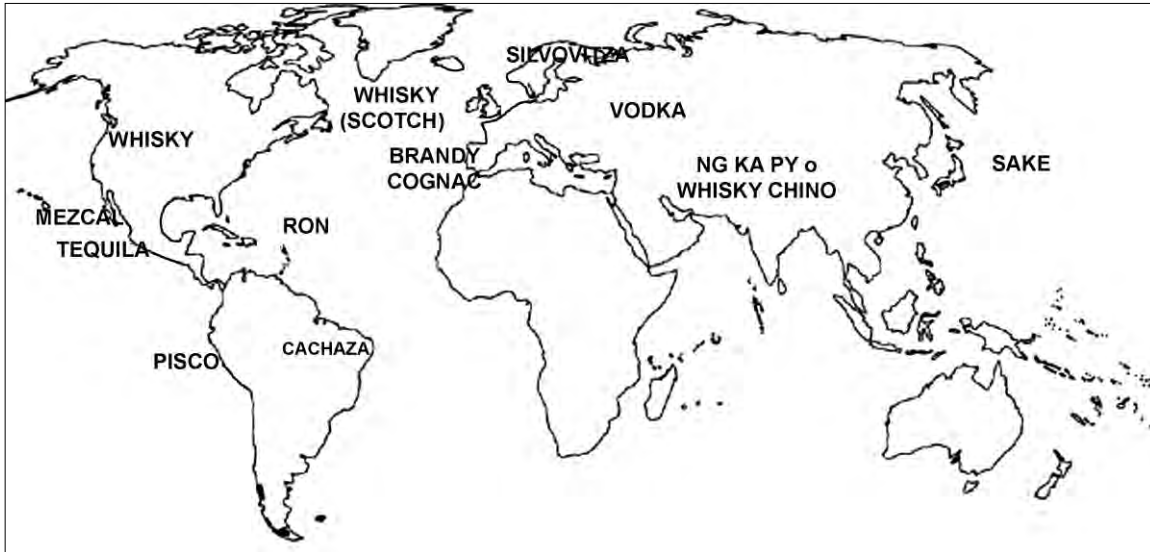 SILVOVITZA
WHISKY
(SCOTCH)
VODKA
WHISKY
BRANDY
COGNAC
NG KA PY o
WHISKY CHINO
SAKE
MEZCAL
TEQUILA
RON
PISCO
CACHAZA